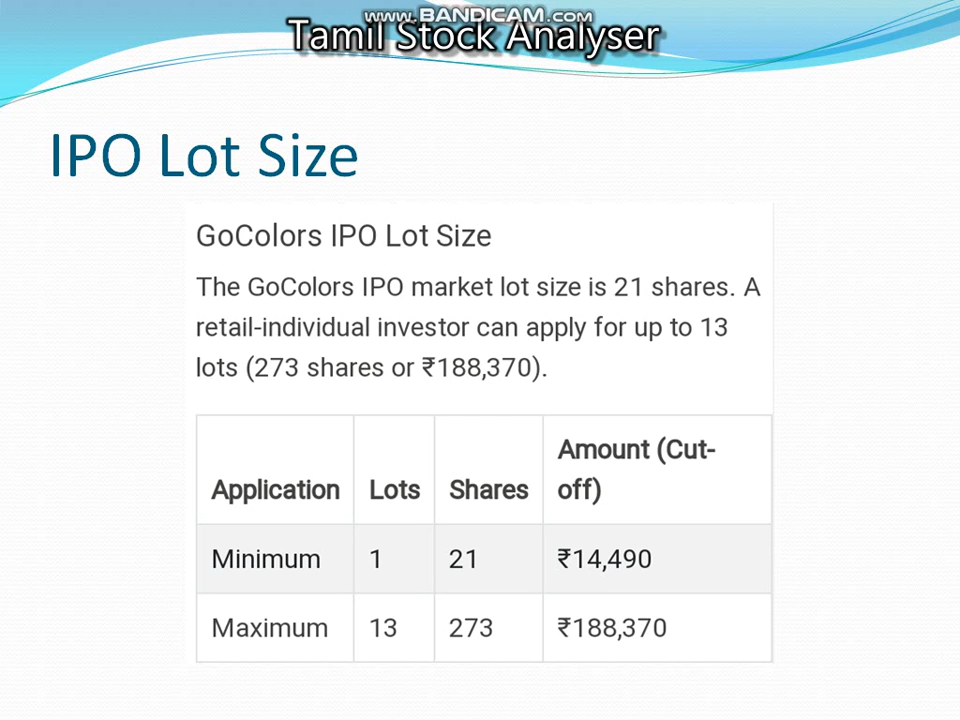 www.BANDICAM.com
Tamil Stock Analyser
IPO Lot Size
GoColors IPO Lot Size
The GoColors IPO market lot size is 21 shares. A
retail-individual investor can apply for up to 13
lots (273 shares or ₹188,370).
Application Lots Shares Amount (Cut-
off)
Minimum 1 21 ₹14,490
Maximum 13 273 ₹188,370